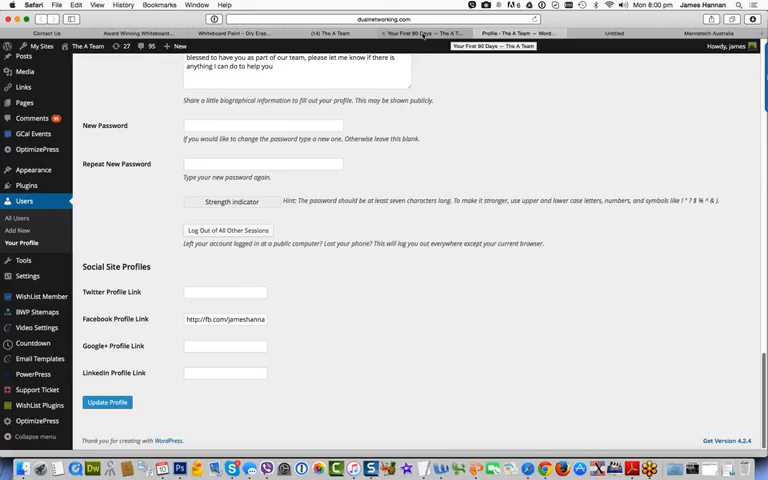 Safari File Edit View History Bookmarks Window Help
6
Mon 8:00 pm James Hannan
duainetworking.com
Contact Us
Award Winning Whiteboard...
Whiteboard Paint – Dry Eras...
(14) The A Team
Your First 90 Days — The A T...
Profile ‹ The A Team — Word...
Untitled
Mannatech Australia
My Sites The A Team 27 95 + New
Your First 90 Days — The A Team
Howdy, james
Posts
Media
Links
Pages
Comments
GCal Events
OptimizePress
Appearance
Plugins
Users
All Users
Add New
Your Profile
Tools
Settings
WishList Member
BWP Sitemaps
Video Settings
Countdown
Email Templates
PowerPress
Support Ticket
WishList Plugins
OptimizePress
Collapse menu
blessed to have you as part of our team, please let me know if there is
anything I can do to help you
Share a little biographical information to fill out your profile. This may be shown publicly.
New Password
If you would like to change the password type a new one. Otherwise leave this blank.
Repeat New Password
Type your new password again.
Strength indicator
Hint: The password should be at least seven characters long. To make it stronger, use upper and lower case letters, numbers, and symbols like ! " ? $ % ^ & ).
Log Out of All Other Sessions
Left your account logged in at a public computer? Lost your phone? This will log you out everywhere except your current browser.
Social Site Profiles
Twitter Profile Link
Facebook Profile Link
http://fb.com/jameshanna
Google+ Profile Link
LinkedIn Profile Link
Update Profile
Thank you for creating with WordPress.
Get Version 4.2.4